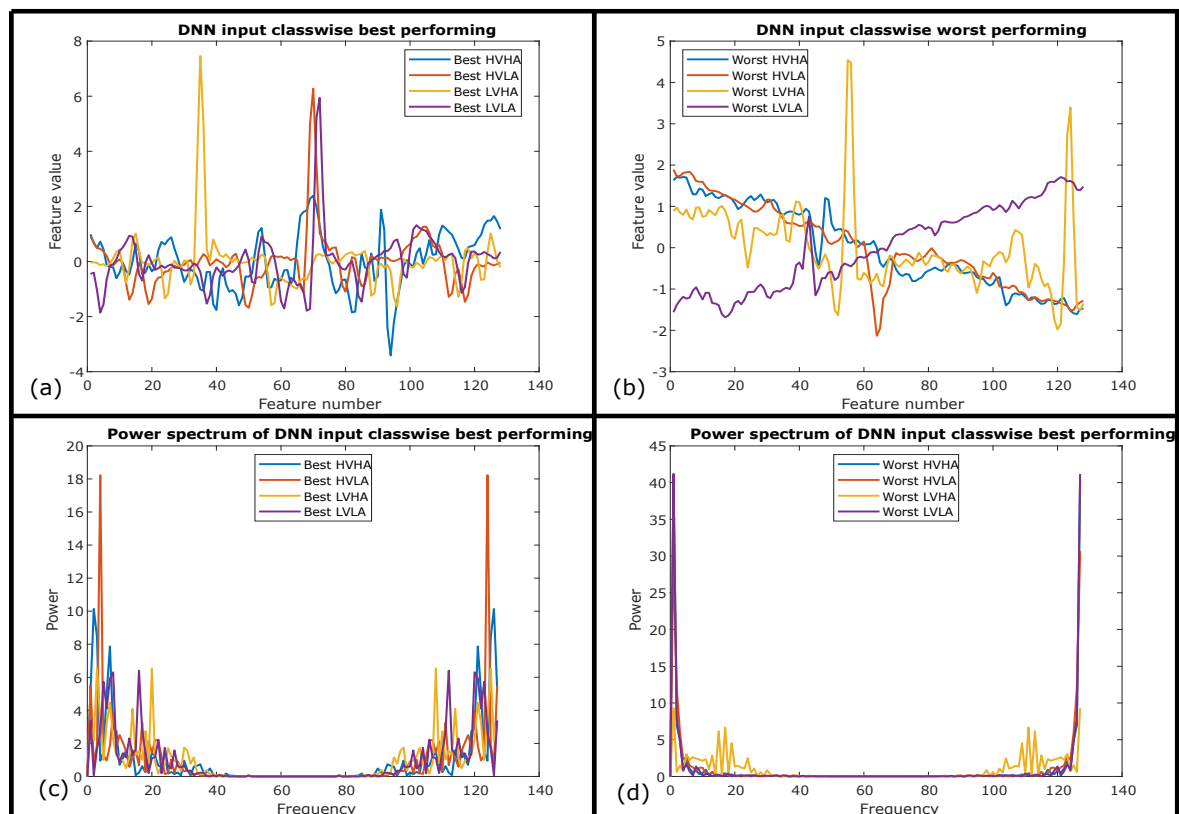 DNN input classwise best performing
8
6
4
2
0
-2
-4
Feature value
Best HVHA
Best HVLA
Best LVHA
Best LVLA
0 20 40 60 80 100 120 140
Feature number
(a)
DNN input classwise worst performing
5
4
3
2
1
0
-1
-2
-3
Feature value
Worst HVHA
Worst HVLA
Worst LVHA
Worst LVLA
0 20 40 60 80 100 120 140
Feature number
(b)
Power spectrum of DNN input classwise best performing
20
18
16
14
12
10
8
6
4
2
0
Power
Best HVHA
Best HVLA
Best LVHA
Best LVLA
0 20 40 60 80 100 120 140
Frequency
(c)
Power spectrum of DNN input classwise best performing
45
40
35
30
25
20
15
10
5
0
Power
Worst HVHA
Worst HVLA
Worst LVHA
Worst LVLA
0 20 40 60 80 100 120 140
Frequency
(d)